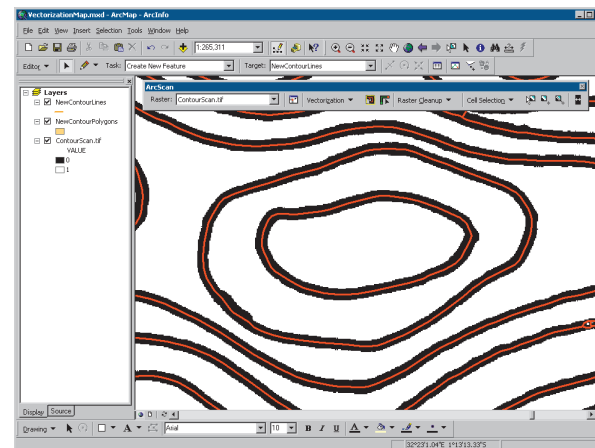 VectorizationMap.mxd - ArcMap - ArcInfo
File Edit View Insert Selection Tools Window Help
1:265,311
Editor Task: Create New Feature Target: NewContourLines
ArcScan
Raster: ContourScan.tif Vectorization Raster Cleanup Cell Selection
Layers
NewContourLines
NewContourPolygons
ContourScan.tif
VALUE
0
1
Display Source
Drawing A Arial 10 B I U A
32°23'1.04"E 1°13'13.33"S